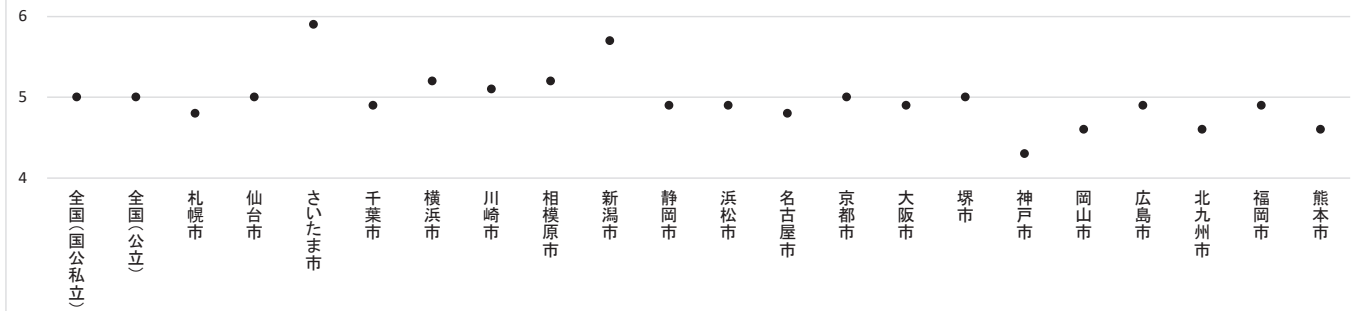 6
5
4
全国(国公私立)
全国(公立)
札幌市
仙台市
さいたま市
千葉市
横浜市
川崎市
相模原市
新潟市
静岡市
浜松市
名古屋市
京都市
大阪市
堺市
神戸市
岡山市
広島市
北九州市
福岡市
熊本市